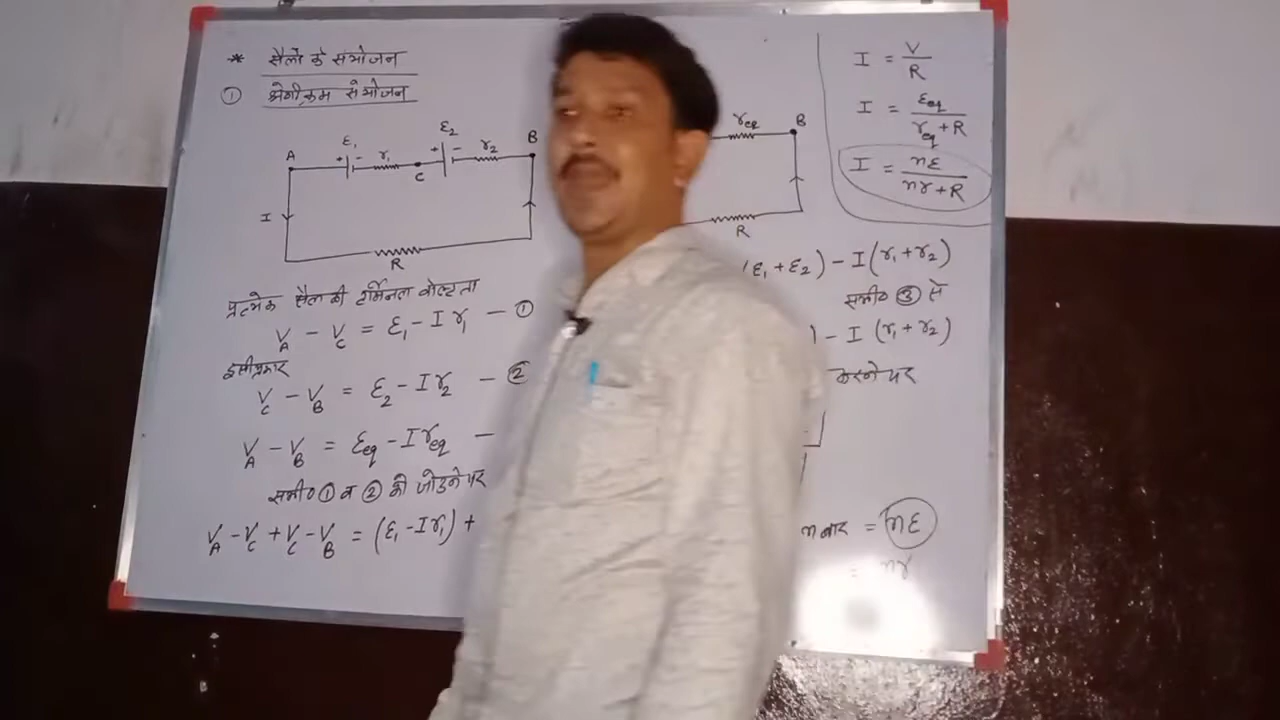 * सैलों के संयोजन
① श्रेणीक्रम संयोजन
A ε₁ + - r₁ C ε₂ + - r₂ B
I
R
प्रत्येक सैल की टर्मिनल वोल्टता
V_A - V_C = ε₁ - I r₁ - ①
इसीप्रकार
V_C - V_B = ε₂ - I r₂ - ②
V_A - V_B = ε_eq - I r_eq -
समी० ① व ② को जोडने पर
V_A - V_C + V_C - V_B = (ε₁ - I r₁) +
r_eq B
R
I = V/R
I = ε_eq / (r_eq + R)
I = nε / (nr + R)
(ε₁ + ε₂) - I (r₁ + r₂)
समी० ③ से
) - I (r₁ + r₂)
करने पर
n बार = nε
= nr